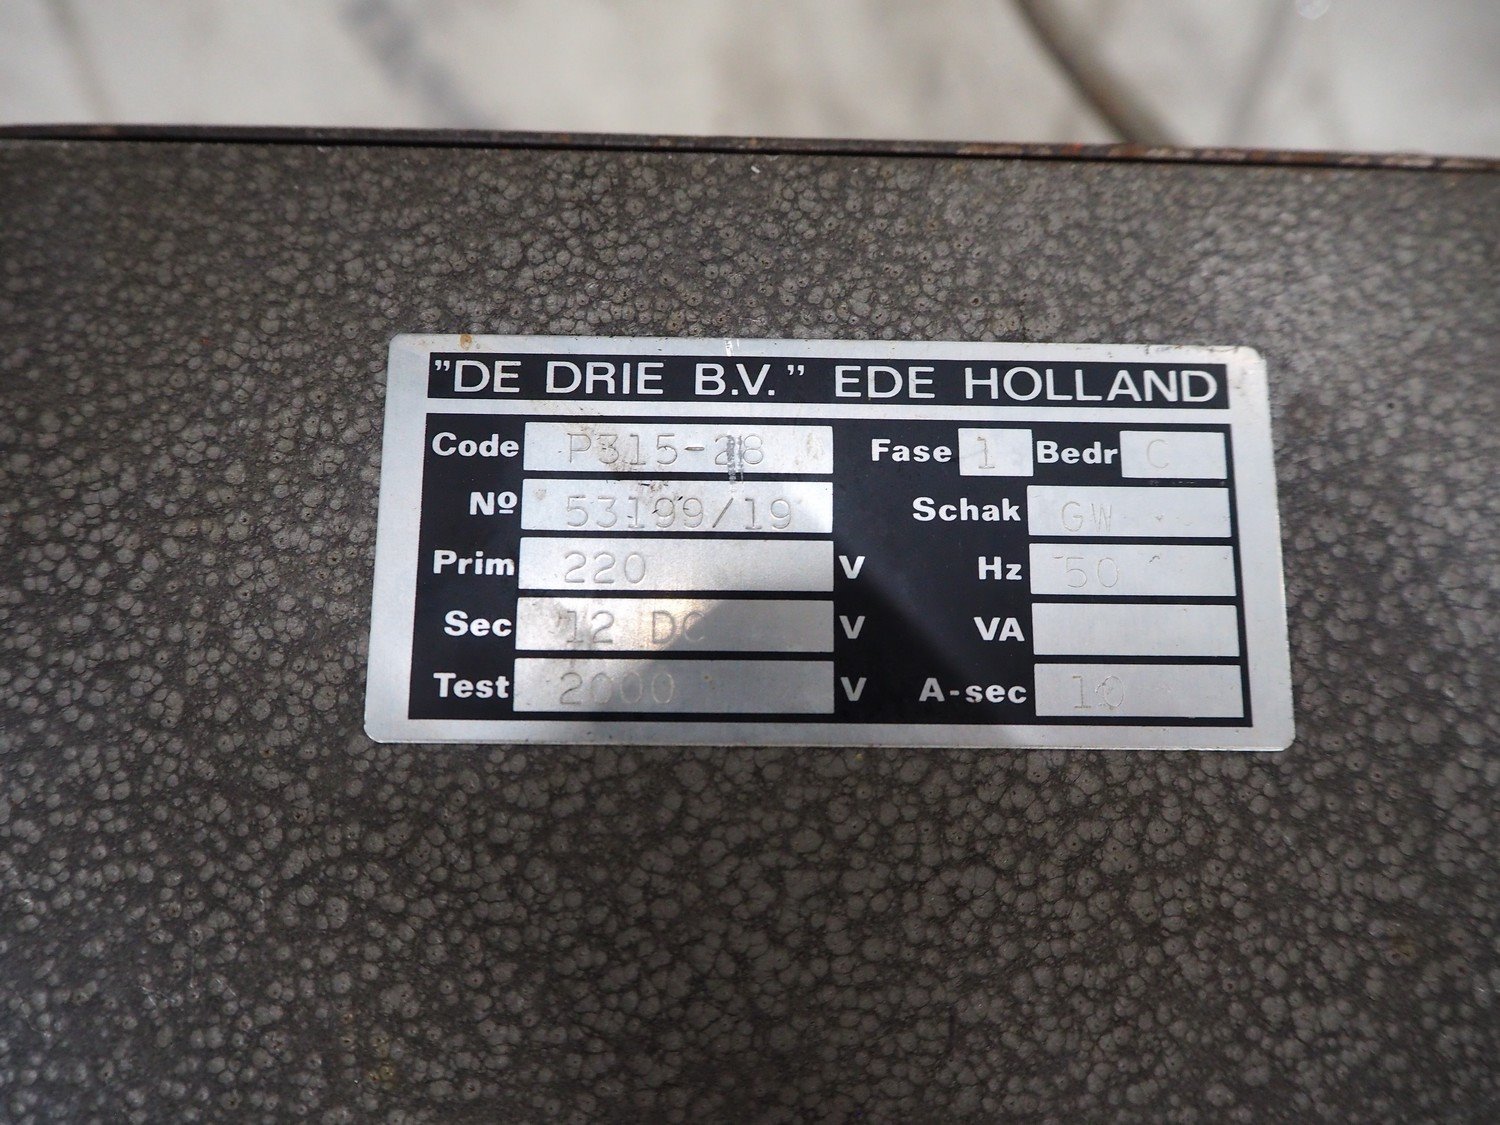 ”DE DRIE B.V.” EDE HOLLAND
Code P315-28 Fase 1 Bedr C
Nº 53199/19 Schak GW
Prim 220 V Hz 50
Sec 12 DC V VA
Test 2000 V A-sec 10